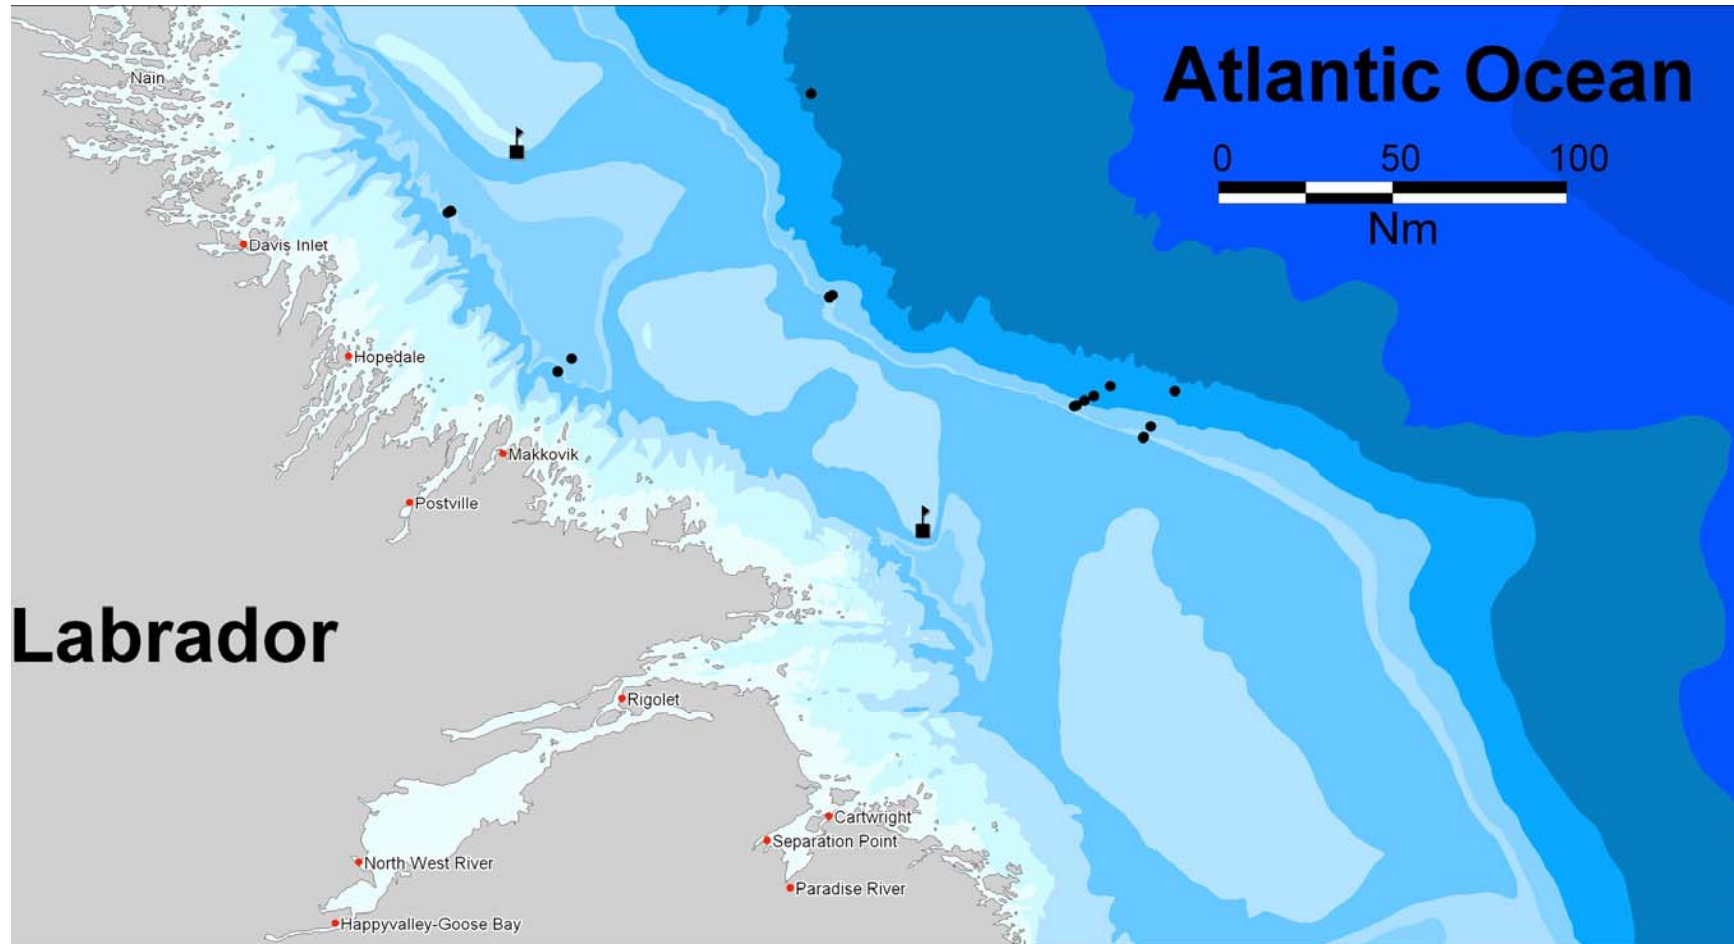 Nain
Atlantic Ocean
0 50 100
Nm
Davis Inlet
Hopedale
Makkovik
Postville
Labrador
Rigolet
Cartwright
Separation Point
North West River
Paradise River
Happyvalley-Goose Bay